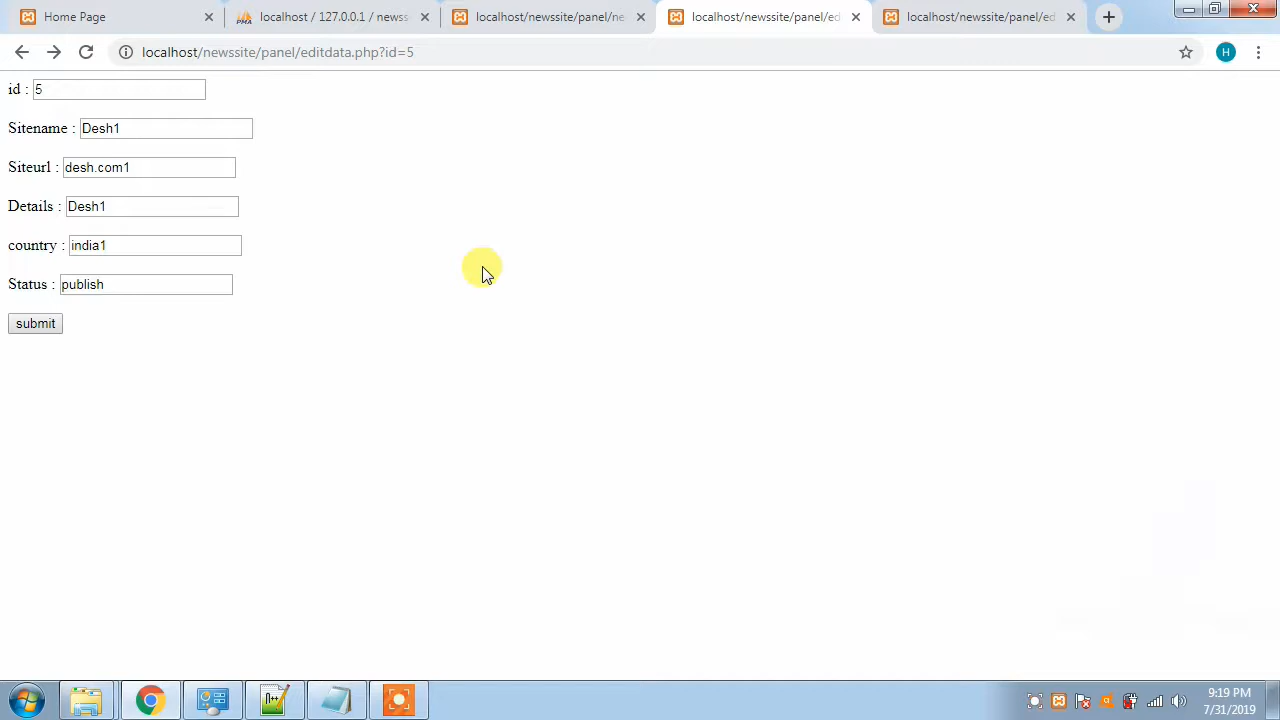 Home Page
localhost / 127.0.0.1 / newss
localhost/newssite/panel/ne
localhost/newssite/panel/ed
localhost/newssite/panel/ed
localhost/newssite/panel/editdata.php?id=5
H
id : 5
Sitename : Desh1
Siteurl : desh.com1
Details : Desh1
country : india1
Status : publish
submit
9:19 PM
7/31/2019